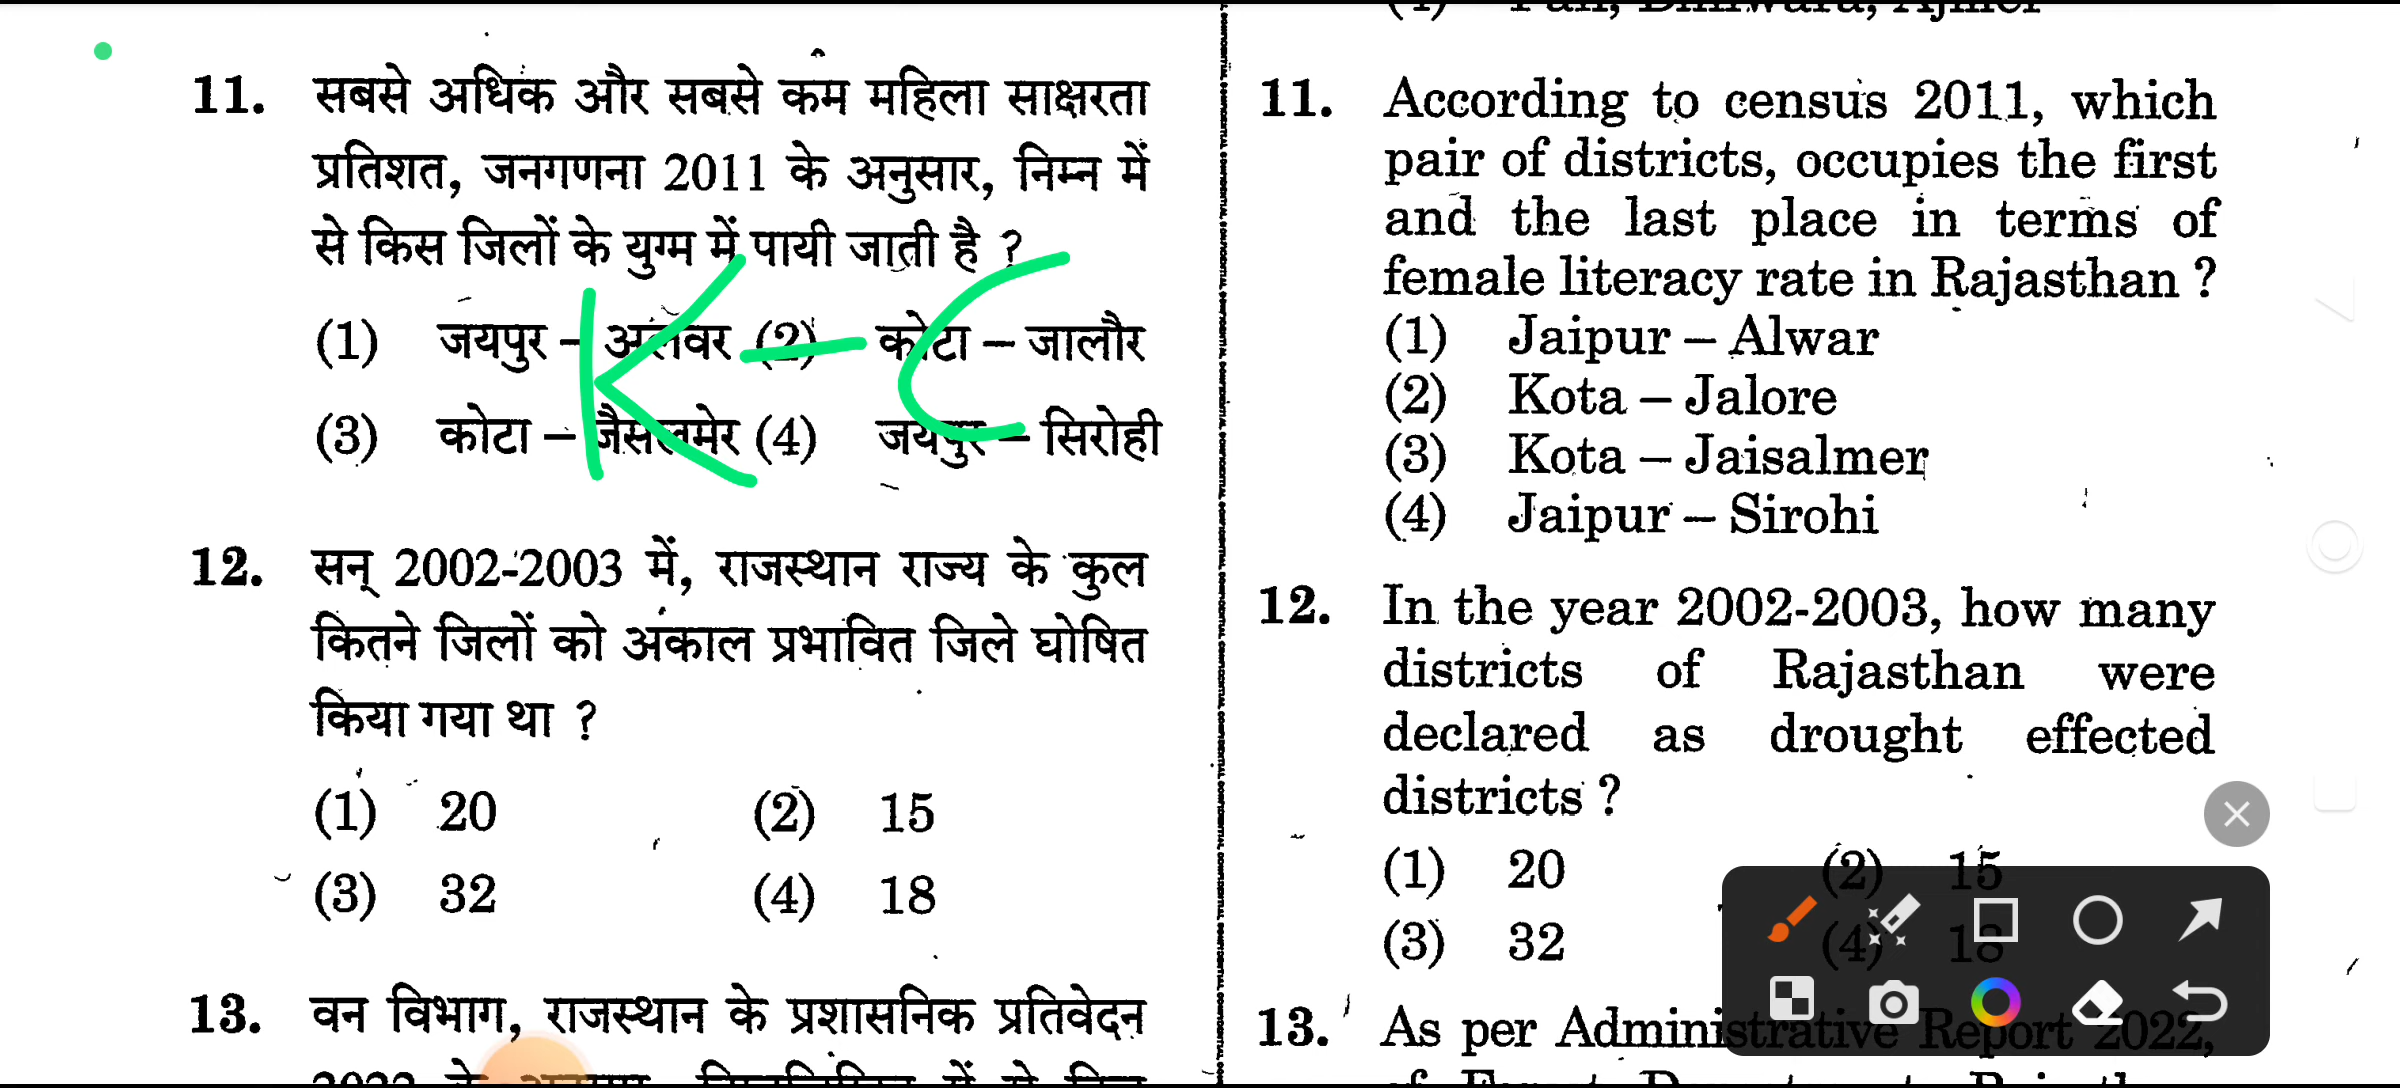 11. सबसे अधिक और सबसे कम महिला साक्षरता
प्रतिशत, जनगणना 2011 के अनुसार, निम्न में
से किस जिलों के युग्म में पायी जाती है ?
(1) जयपुर – अलवर (2) कोटा – जालौर
(3) कोटा – जैसलमेर (4) जयपुर – सिरोही
K – C
12. सन् 2002-2003 में, राजस्थान राज्य के कुल
कितने जिलों को अकाल प्रभावित जिले घोषित
किया गया था ?
(1) 20 (2) 15
(3) 32 (4) 18
13. वन विभाग, राजस्थान के प्रशासनिक प्रतिवेदन
11. According to census 2011, which
pair of districts, occupies the first
and the last place in terms of
female literacy rate in Rajasthan ?
(1) Jaipur – Alwar
(2) Kota – Jalore
(3) Kota – Jaisalmer
(4) Jaipur – Sirohi
12. In the year 2002-2003, how many
districts of Rajasthan were
declared as drought effected
districts ?
(1) 20 (2) 15
(3) 32 (4) 18
13. As per Administrative Report 2022,